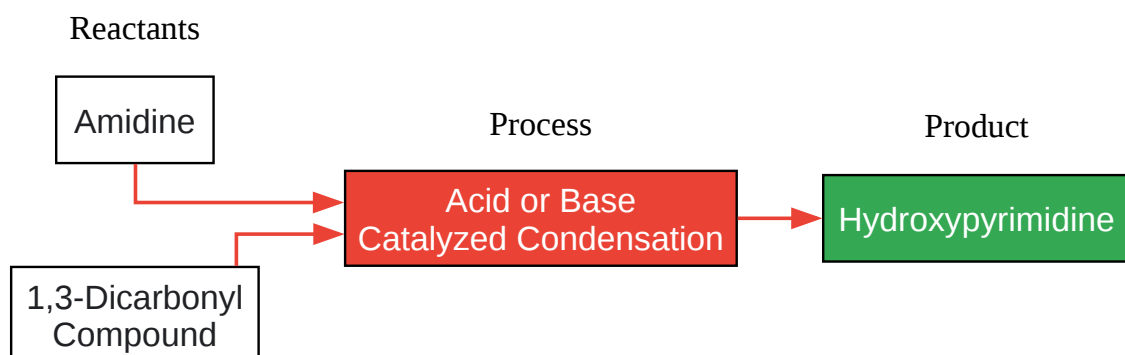 Reactants
Amidine
Process
Product
Acid or Base
Catalyzed Condensation
Hydroxypyrimidine
1,3-Dicarbonyl
Compound